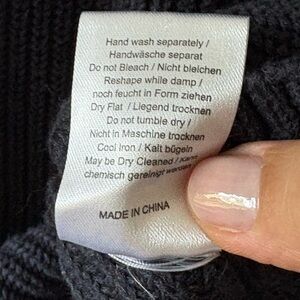 Hand wash separately /
Handwäsche separat
Do not Bleach / Nicht bleichen
Reshape while damp /
noch feucht in Form ziehen
Dry Flat / Liegend trocknen
Do not tumble dry /
Nicht in Maschine trocknen
Cool Iron / Kalt bügeln
May be Dry Cleaned / Kann
chemisch gereinigt werden
MADE IN CHINA